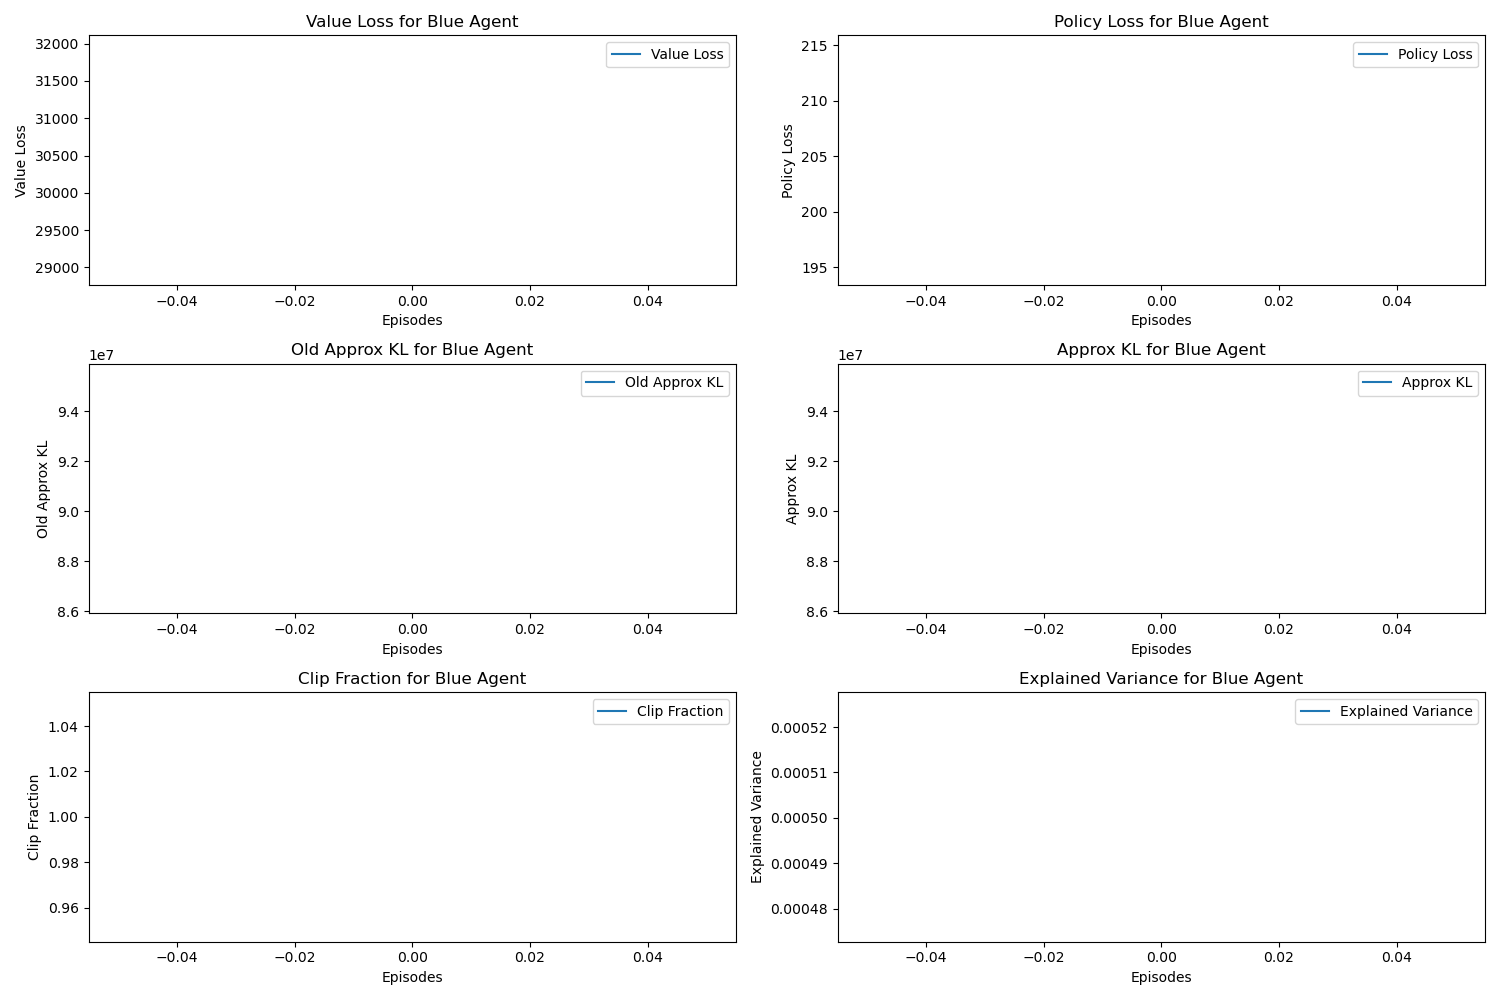 Value Loss for Blue Agent
Value Loss
32000
31500
31000
30500
30000
29500
29000
Value Loss
−0.04 −0.02 0.00 0.02 0.04
Episodes
Policy Loss for Blue Agent
Policy Loss
215
210
205
200
195
Policy Loss
−0.04 −0.02 0.00 0.02 0.04
Episodes
Old Approx KL for Blue Agent
1e7
Old Approx KL
9.4
9.2
9.0
8.8
8.6
Old Approx KL
−0.04 −0.02 0.00 0.02 0.04
Episodes
Approx KL for Blue Agent
1e7
Approx KL
9.4
9.2
9.0
8.8
8.6
Approx KL
−0.04 −0.02 0.00 0.02 0.04
Episodes
Clip Fraction for Blue Agent
Clip Fraction
1.04
1.02
1.00
0.98
0.96
Clip Fraction
−0.04 −0.02 0.00 0.02 0.04
Episodes
Explained Variance for Blue Agent
Explained Variance
0.00052
0.00051
0.00050
0.00049
0.00048
Explained Variance
−0.04 −0.02 0.00 0.02 0.04
Episodes